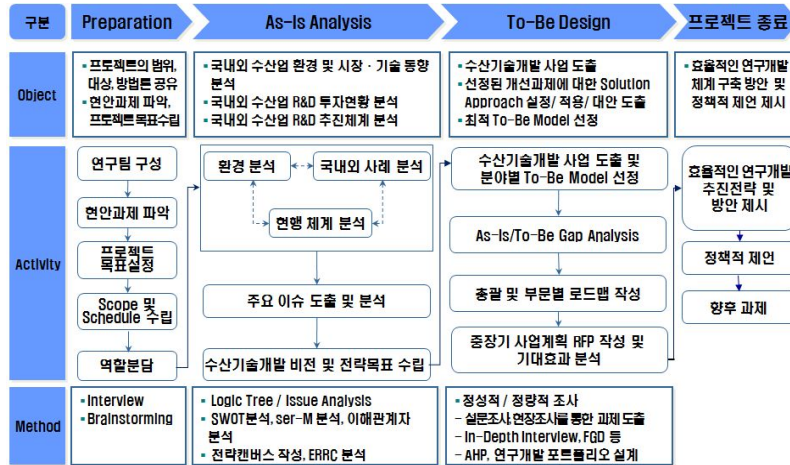 구분
Preparation
As-Is Analysis
To-Be Design
프로젝트 종료
Object
▪ 프로젝트의 범위,
대상, 방법론 공유
▪ 현안과제 파악,
프로젝트 목표수립
▪ 국내외 수산업 환경 및 시장 · 기술 동향
분석
▪ 국내외 수산업 R&D 투자현황 분석
▪ 국내외 수산업 R&D 추진체계 분석
▪ 수산기술개발 사업 도출
▪ 선정된 개선과제에 대한 Solution
Approach 설정/ 적용/ 대안 도출
▪ 최적 To-Be Model 선정
▪ 효율적인 연구개발
체계 구축 방안 및
정책적 제언 제시
Activity
연구팀 구성
현안과제 파악
프로젝트
목표설정
Scope 및
Schedule 수립
역할분담
환경 분석
국내외 사례 분석
현행 체계 분석
주요 이슈 도출 및 분석
수산기술개발 비전 및 전략목표 수립
수산기술개발 사업 도출 및
분야별 To-Be Model 선정
As-Is/To-Be Gap Analysis
총괄 및 부문별 로드맵 작성
중장기 사업계획 RFP 작성 및
기대효과 분석
효율적인 연구개발
추진전략 및
방안 제시
정책적 제언
향후 과제
Method
▪ Interview
▪ Brainstorming
▪ Logic Tree / Issue Analysis
▪ SWOT분석, ser-M 분석, 이해관계자
분석
▪ 전략캔버스 작성, ERRC 분석
▪ 정성적 / 정량적 조사
– 설문조사, 현장조사를 통한 과제 도출
– In-Depth Interview, FGD 등
– AHP, 연구개발 포트폴리오 설계